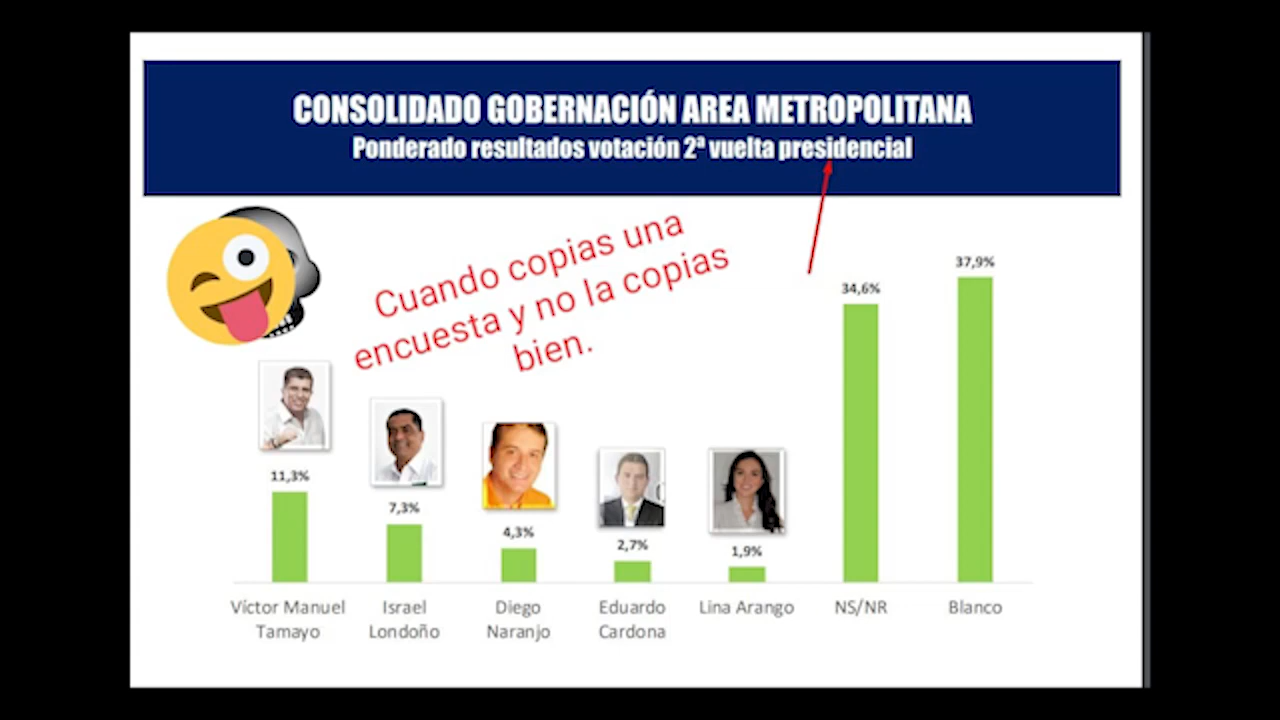 CONSOLIDADO GOBERNACIÓN AREA METROPOLITANA
Ponderado resultados votación 2ª vuelta presidencial
Cuando copias una
encuesta y no la copias
bien.
37,9%
34,6%
11,3%
7,3%
4,3%
2,7%
1,9%
Víctor Manuel
Tamayo
Israel
Londoño
Diego
Naranjo
Eduardo
Cardona
Lina Arango
NS/NR
Blanco